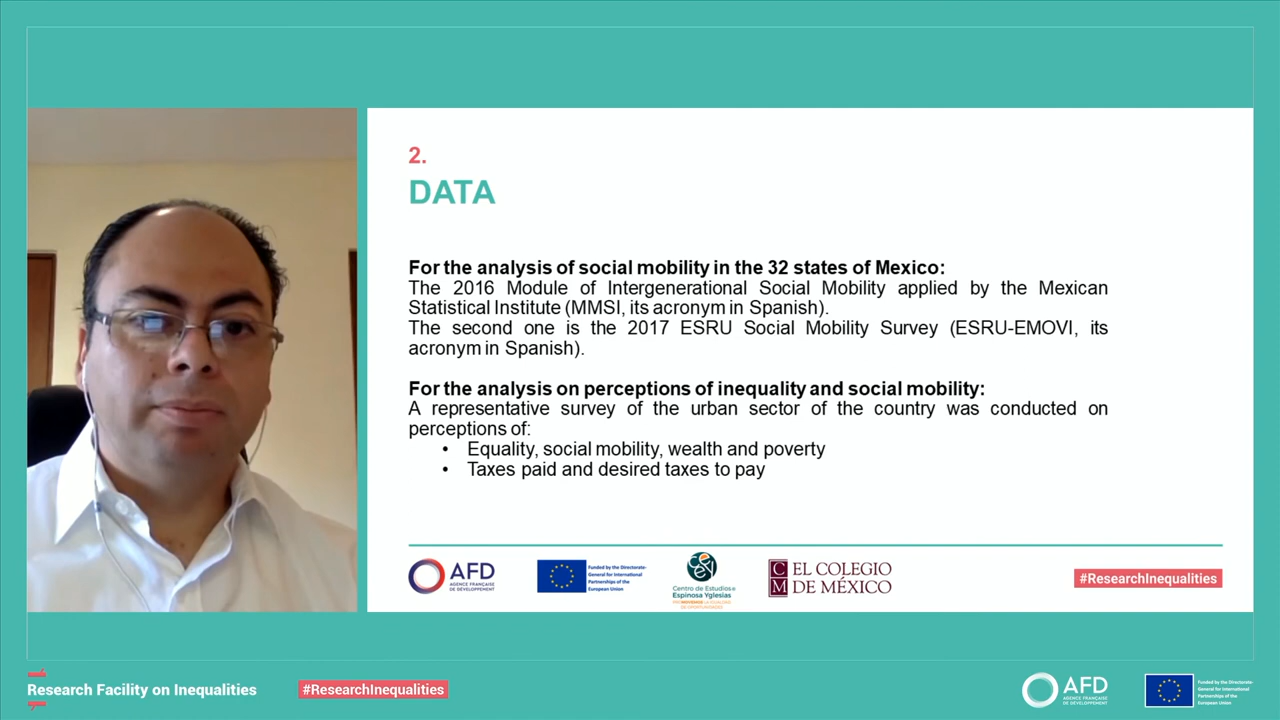 2.
DATA
For the analysis of social mobility in the 32 states of Mexico:
The 2016 Module of Intergenerational Social Mobility applied by the Mexican
Statistical Institute (MMSI, its acronym in Spanish).
The second one is the 2017 ESRU Social Mobility Survey (ESRU-EMOVI, its
acronym in Spanish).
For the analysis on perceptions of inequality and social mobility:
A representative survey of the urban sector of the country was conducted on
perceptions of:
• Equality, social mobility, wealth and poverty
• Taxes paid and desired taxes to pay
AFD
AGENCE FRANÇAISE
DE DÉVELOPPEMENT
Funded by the Directorate-
General for International
Partnerships of the
European Union
Centro de Estudios
Espinosa Yglesias
EL COLEGIO
DE MÉXICO
#ResearchInequalities
Research Facility on Inequalities
#ResearchInequalities
AFD
AGENCE FRANÇAISE
DE DÉVELOPPEMENT
Funded by the Directorate-
General for International
Partnerships of the
European Union